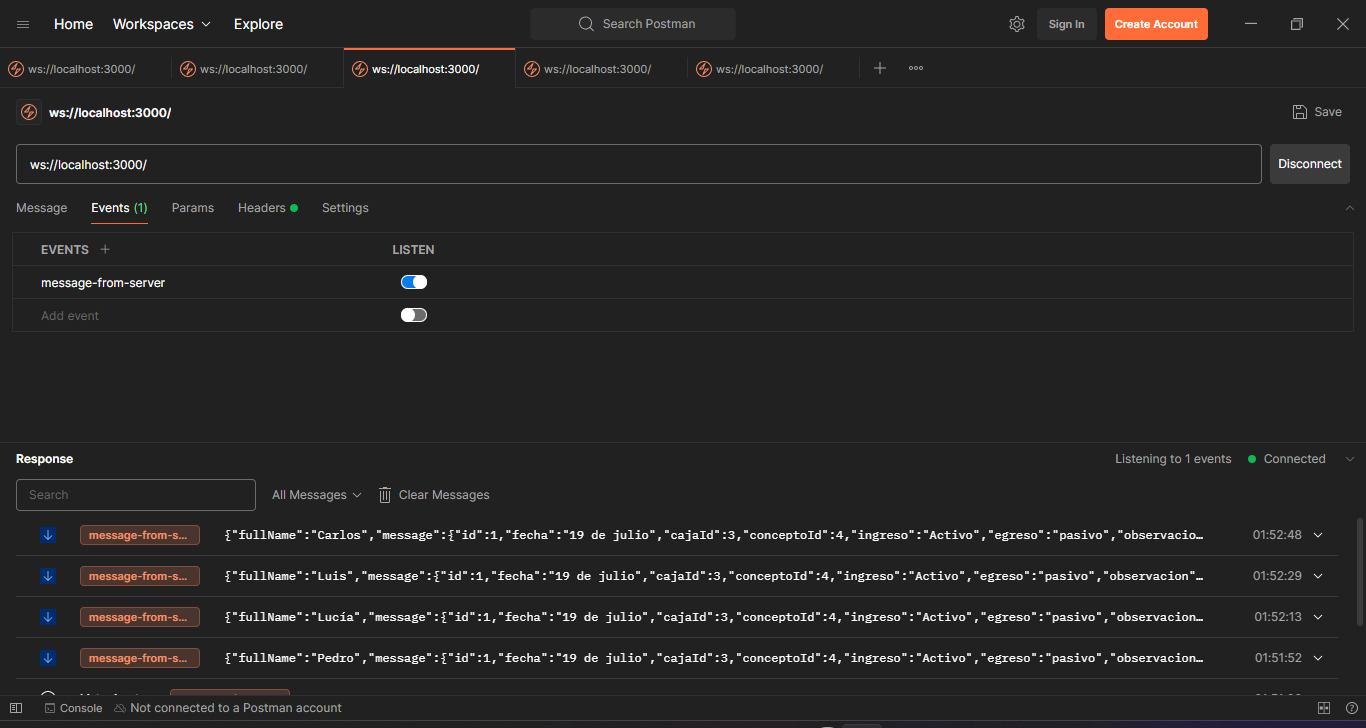 Home Workspaces Explore Search Postman Sign In Create Account
ws://localhost:3000/ ws://localhost:3000/ ws://localhost:3000/ ws://localhost:3000/ ws://localhost:3000/
ws://localhost:3000/ Save
ws://localhost:3000/ Disconnect
Message Events (1) Params Headers Settings
EVENTS LISTEN
message-from-server
Add event
Response Listening to 1 events Connected
Search All Messages Clear Messages
message-from-s... {"fullName":"Carlos","message":{"id":1,"fecha":"19 de julio","cajaId":3,"conceptoId":4,"ingreso":"Activo","egreso":"pasivo","observacio… 01:52:48
message-from-s... {"fullName":"Luis","message":{"id":1,"fecha":"19 de julio","cajaId":3,"conceptoId":4,"ingreso":"Activo","egreso":"pasivo","observacion"… 01:52:29
message-from-s... {"fullName":"Lucía","message":{"id":1,"fecha":"19 de julio","cajaId":3,"conceptoId":4,"ingreso":"Activo","egreso":"pasivo","observacion… 01:52:13
message-from-s... {"fullName":"Pedro","message":{"id":1,"fecha":"19 de julio","cajaId":3,"conceptoId":4,"ingreso":"Activo","egreso":"pasivo","observacion… 01:51:52
Console Not connected to a Postman account